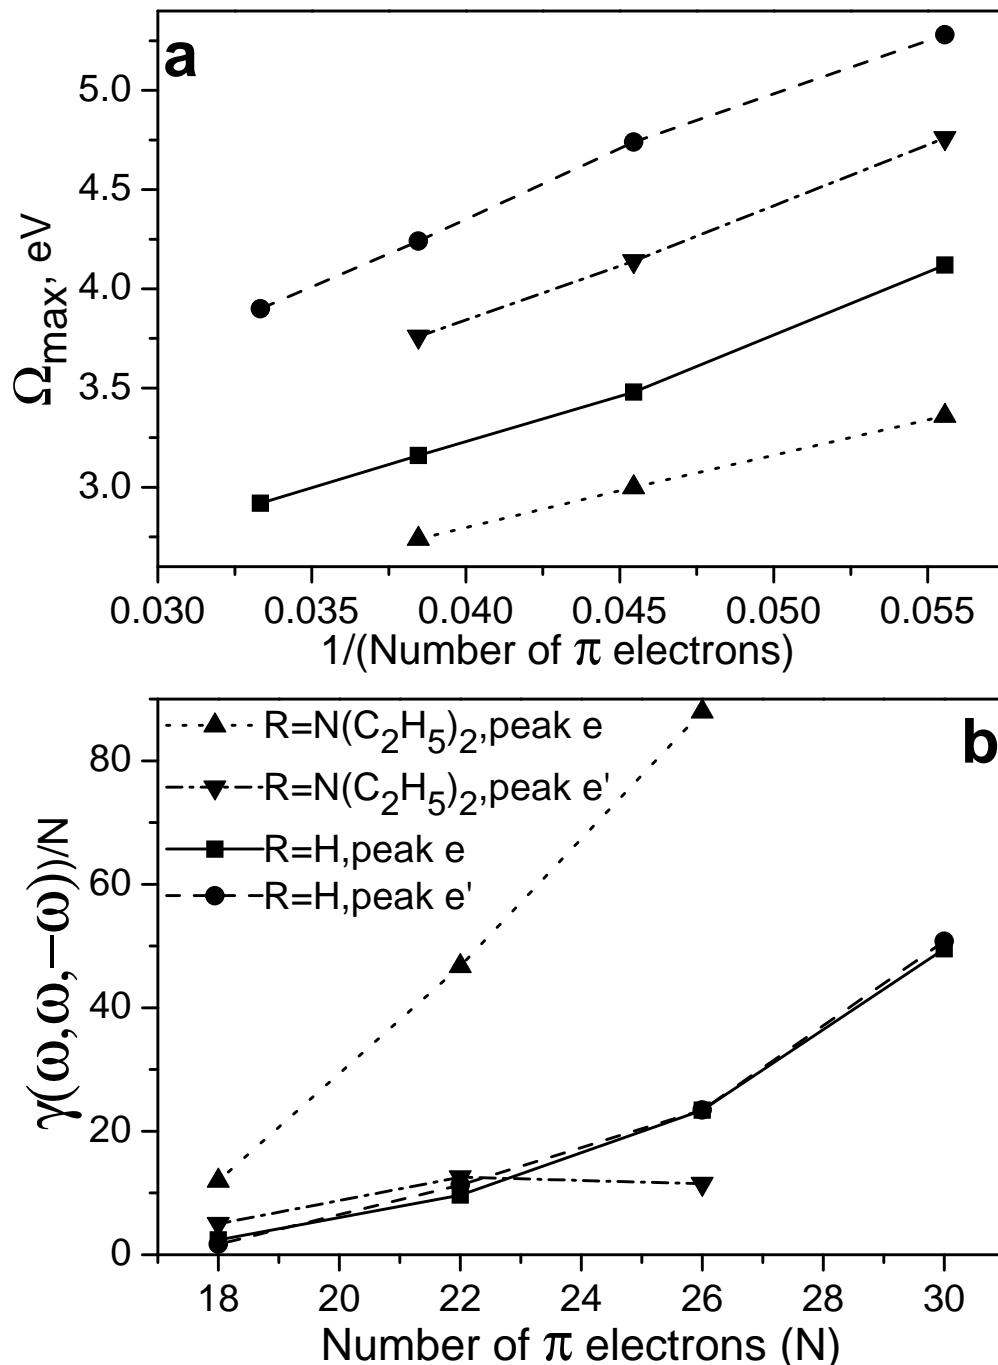 a
5.0
4.5
4.0
3.5
3.0
Ω_max, eV
0.030 0.035 0.040 0.045 0.050 0.055
1/(Number of π electrons)
b
R=N(C2H5)2,peak e
R=N(C2H5)2,peak e'
R=H,peak e
R=H,peak e'
80
60
40
20
0
γ(ω,ω,−ω))/N
18 20 22 24 26 28 30
Number of π electrons (N)